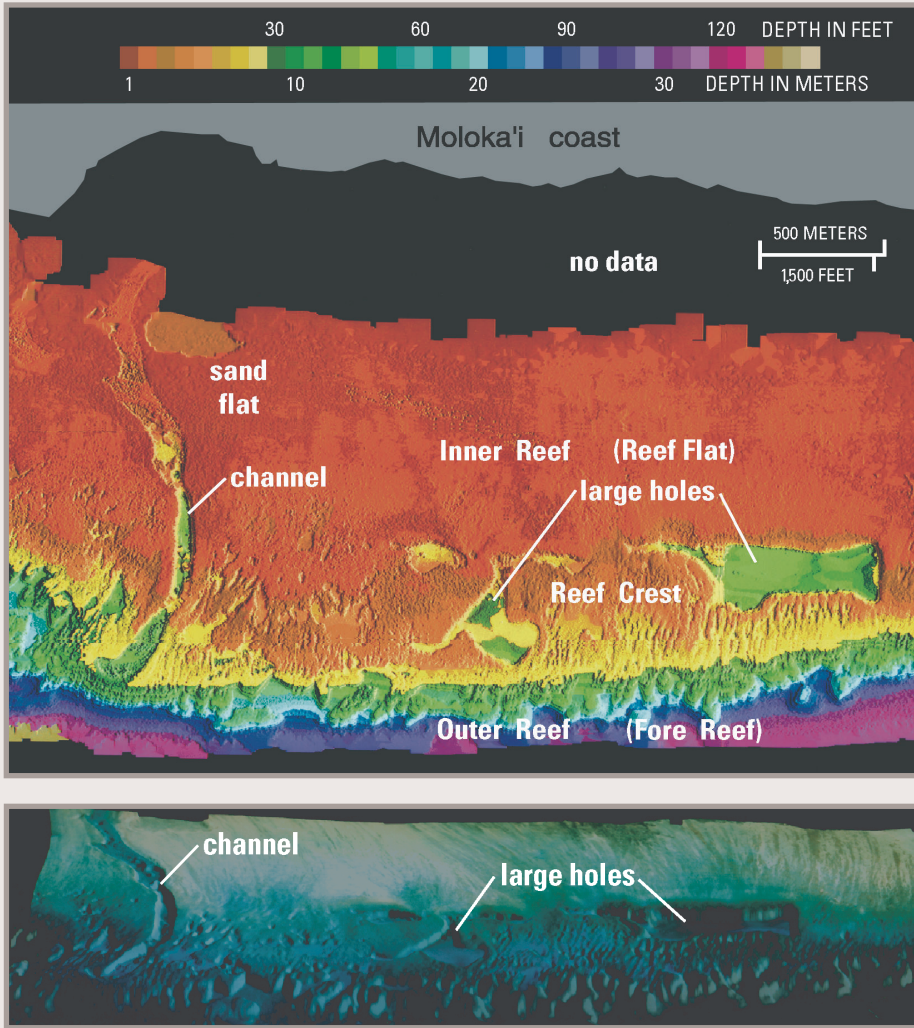 30 60 90 120 DEPTH IN FEET
1 10 20 30 DEPTH IN METERS
Moloka'i coast
500 METERS
1,500 FEET
no data
sand
flat
Inner Reef (Reef Flat)
channel
large holes
Reef Crest
Outer Reef (Fore Reef)
channel
large holes